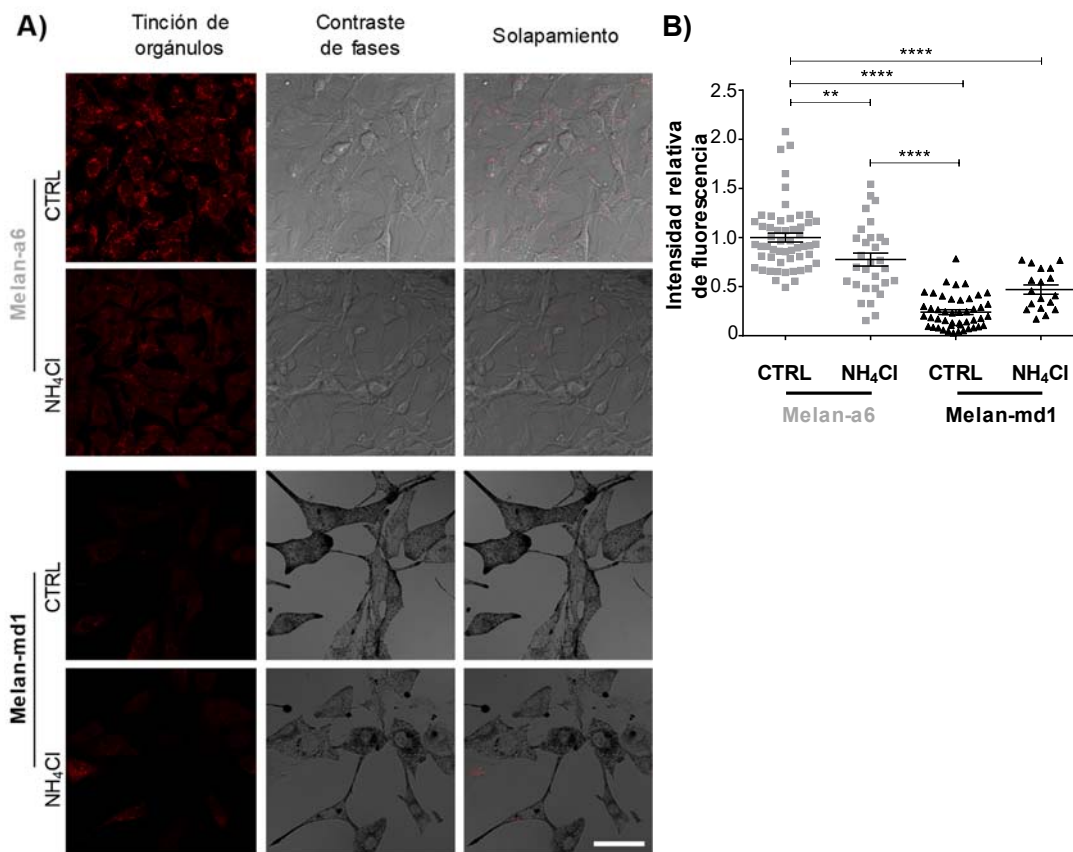 A)
Tinción de
orgánulos
Contraste
de fases
Solapamiento
Melan-a6
CTRL
NH₄Cl
Melan-md1
CTRL
NH₄Cl
B)
****
****
**
****
Intensidad relativa
de fluorescencia
2.5
2.0
1.5
1.0
0.5
0
CTRL NH₄Cl CTRL NH₄Cl
Melan-a6 Melan-md1